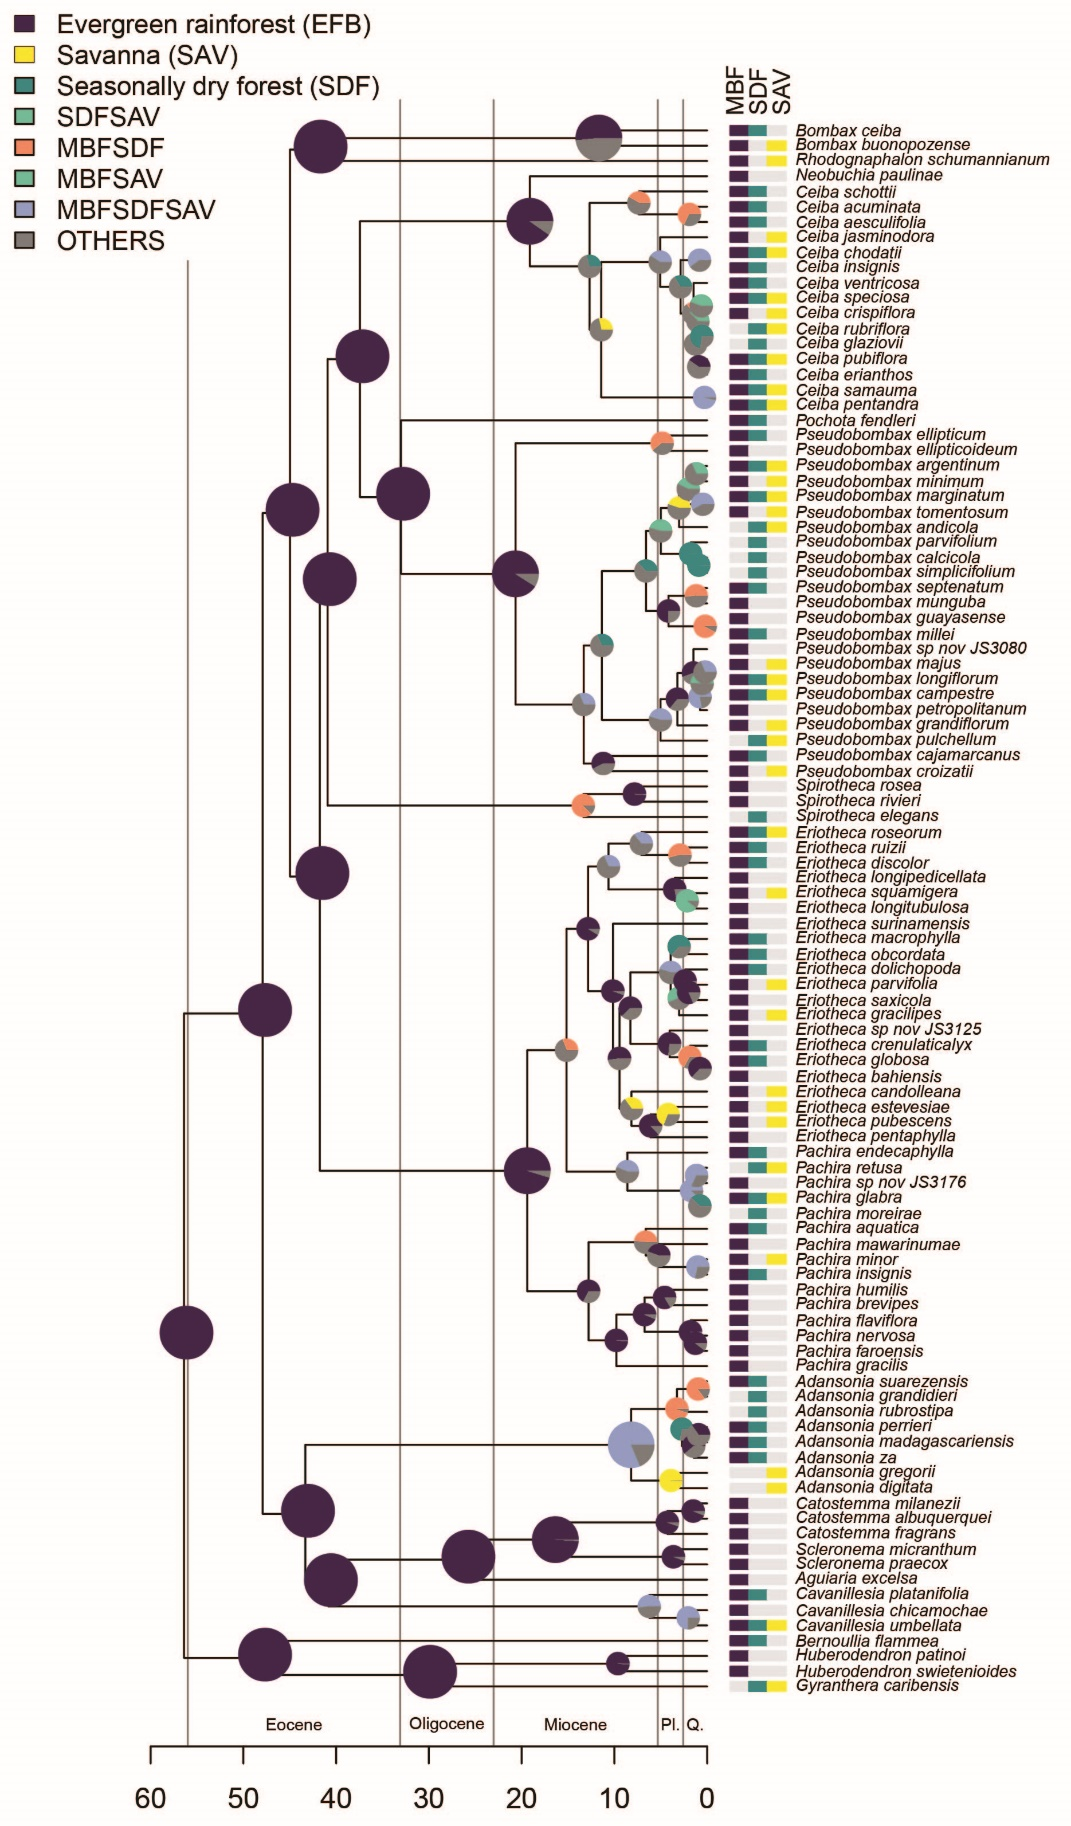 Evergreen rainforest (EFB)
Savanna (SAV)
Seasonally dry forest (SDF)
SDFSAV
MBFSDF
MBFSAV
MBFSDFSAV
OTHERS
MBF
SDF
SAV
Bombax ceiba
Bombax buonopozense
Rhodognaphalon schumannianum
Neobuchia paulinae
Ceiba schottii
Ceiba acuminata
Ceiba aesculifolia
Ceiba jasminodora
Ceiba chodatii
Ceiba insignis
Ceiba ventricosa
Ceiba speciosa
Ceiba crispiflora
Ceiba rubriflora
Ceiba glaziovii
Ceiba pubiflora
Ceiba erianthos
Ceiba samauma
Ceiba pentandra
Pochota fendleri
Pseudobombax ellipticum
Pseudobombax ellipticoideum
Pseudobombax argentinum
Pseudobombax minimum
Pseudobombax marginatum
Pseudobombax tomentosum
Pseudobombax andicola
Pseudobombax parvifolium
Pseudobombax calcicola
Pseudobombax simplicifolium
Pseudobombax septenatum
Pseudobombax munguba
Pseudobombax guayasense
Pseudobombax millei
Pseudobombax sp nov JS3080
Pseudobombax majus
Pseudobombax longiflorum
Pseudobombax campestre
Pseudobombax petropolitanum
Pseudobombax grandiflorum
Pseudobombax pulchellum
Pseudobombax cajamarcanus
Pseudobombax croizatii
Spirotheca rosea
Spirotheca rivieri
Spirotheca elegans
Eriotheca roseorum
Eriotheca ruizii
Eriotheca discolor
Eriotheca longipedicellata
Eriotheca squamigera
Eriotheca longitubulosa
Eriotheca surinamensis
Eriotheca macrophylla
Eriotheca obcordata
Eriotheca dolichopoda
Eriotheca parvifolia
Eriotheca saxicola
Eriotheca gracilipes
Eriotheca sp nov JS3125
Eriotheca crenulaticalyx
Eriotheca globosa
Eriotheca bahiensis
Eriotheca candolleana
Eriotheca estevesiae
Eriotheca pubescens
Eriotheca pentaphylla
Pachira endecaphylla
Pachira retusa
Pachira sp nov JS3176
Pachira glabra
Pachira moreirae
Pachira aquatica
Pachira mawarinumae
Pachira minor
Pachira insignis
Pachira humilis
Pachira brevipes
Pachira flaviflora
Pachira nervosa
Pachira faroensis
Pachira gracilis
Adansonia suarezensis
Adansonia grandidieri
Adansonia rubrostipa
Adansonia perrieri
Adansonia madagascariensis
Adansonia za
Adansonia gregorii
Adansonia digitata
Catostemma milanezii
Catostemma albuquerquei
Catostemma fragrans
Scleronema micranthum
Scleronema praecox
Aguiaria excelsa
Cavanillesia platanifolia
Cavanillesia chicamochae
Cavanillesia umbellata
Bernoullia flammea
Huberodendron patinoi
Huberodendron swietenioides
Gyranthera caribensis
Eocene Oligocene Miocene Pl. Q.
60 50 40 30 20 10 0